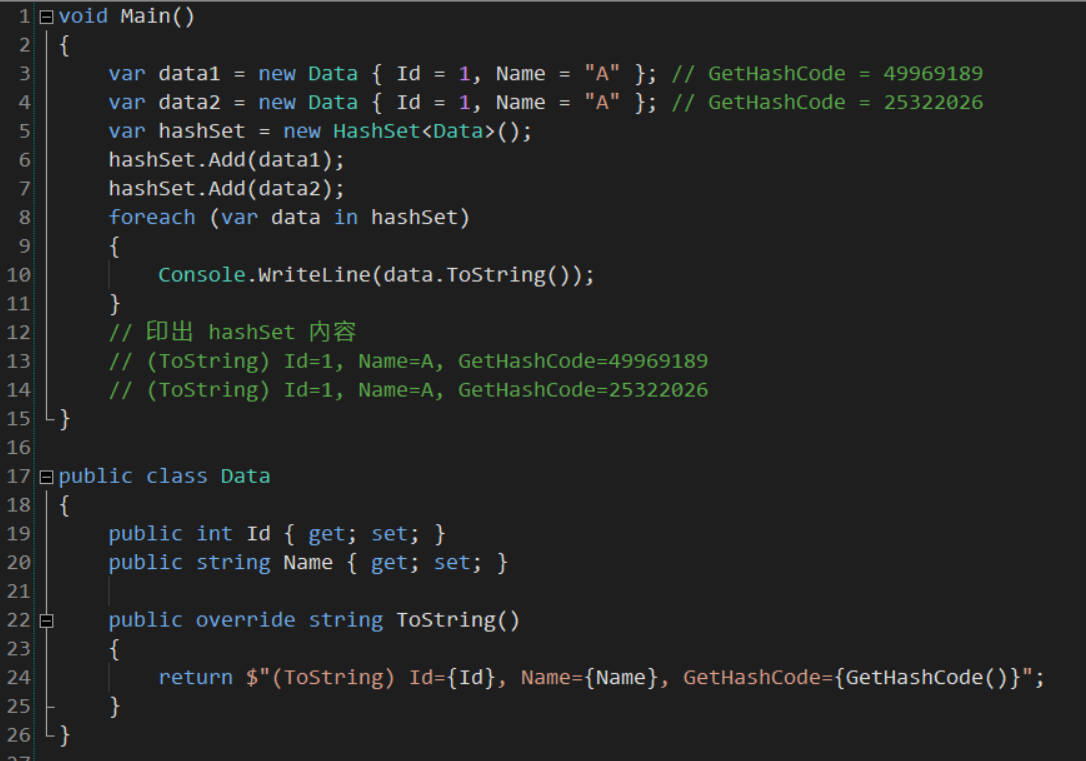 1 void Main()
2 {
3 var data1 = new Data { Id = 1, Name = "A" }; // GetHashCode = 49969189
4 var data2 = new Data { Id = 1, Name = "A" }; // GetHashCode = 25322026
5 var hashSet = new HashSet<Data>();
6 hashSet.Add(data1);
7 hashSet.Add(data2);
8 foreach (var data in hashSet)
9 {
10 Console.WriteLine(data.ToString());
11 }
12 // 印出 hashSet 內容
13 // (ToString) Id=1, Name=A, GetHashCode=49969189
14 // (ToString) Id=1, Name=A, GetHashCode=25322026
15 }
16
17 public class Data
18 {
19 public int Id { get; set; }
20 public string Name { get; set; }
21
22 public override string ToString()
23 {
24 return $"(ToString) Id={Id}, Name={Name}, GetHashCode={GetHashCode()}";
25 }
26 }